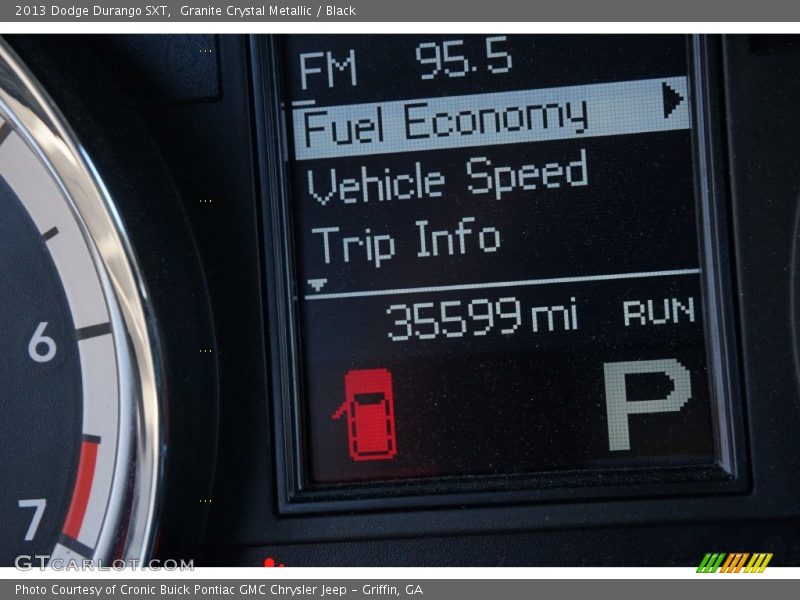 2013 Dodge Durango SXT,  Granite Crystal Metallic / Black
FM 95.5
Fuel Economy
Vehicle Speed
Trip Info
35599 mi RUN
P
6
7
GTCARLOT.COM
Photo Courtesy of Cronic Buick Pontiac GMC Chrysler Jeep - Griffin, GA